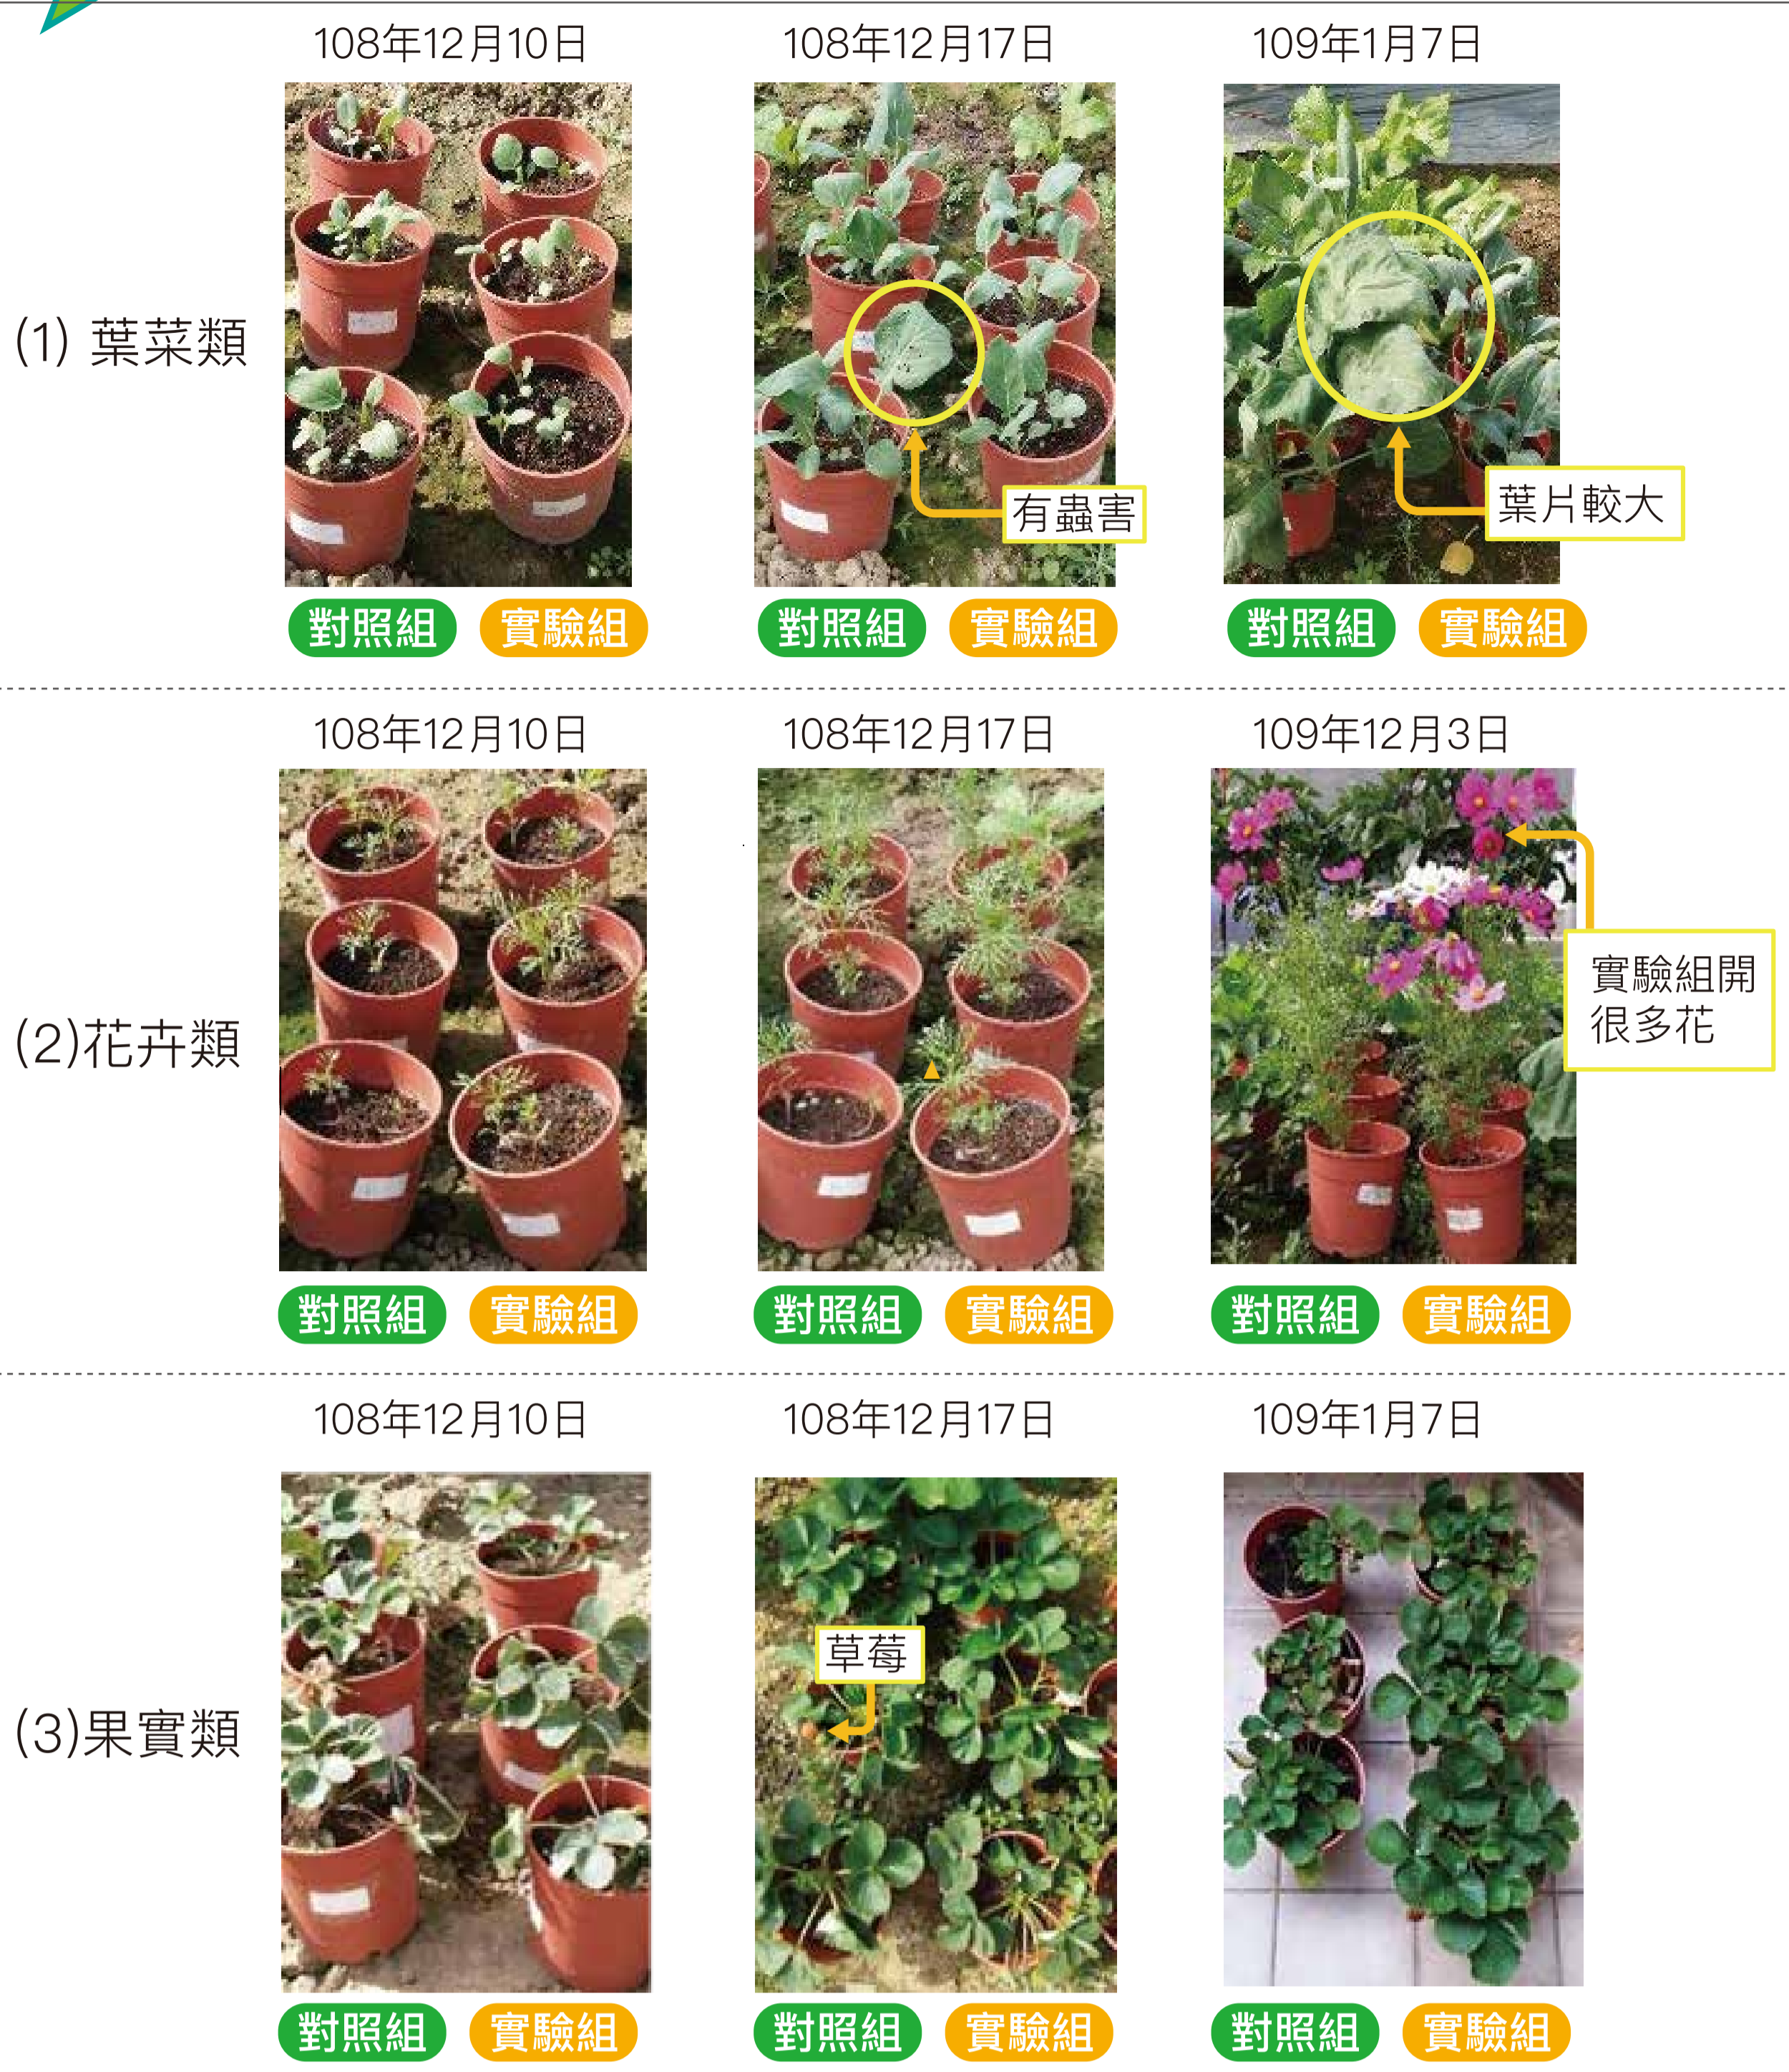 108年12月10日
108年12月17日
109年1月7日
(1) 葉菜類
有蟲害
葉片較大
對照組
實驗組
對照組
實驗組
對照組
實驗組
108年12月10日
108年12月17日
109年12月3日
(2)花卉類
實驗組開
很多花
對照組
實驗組
對照組
實驗組
對照組
實驗組
108年12月10日
108年12月17日
109年1月7日
(3)果實類
草莓
對照組
實驗組
對照組
實驗組
對照組
實驗組